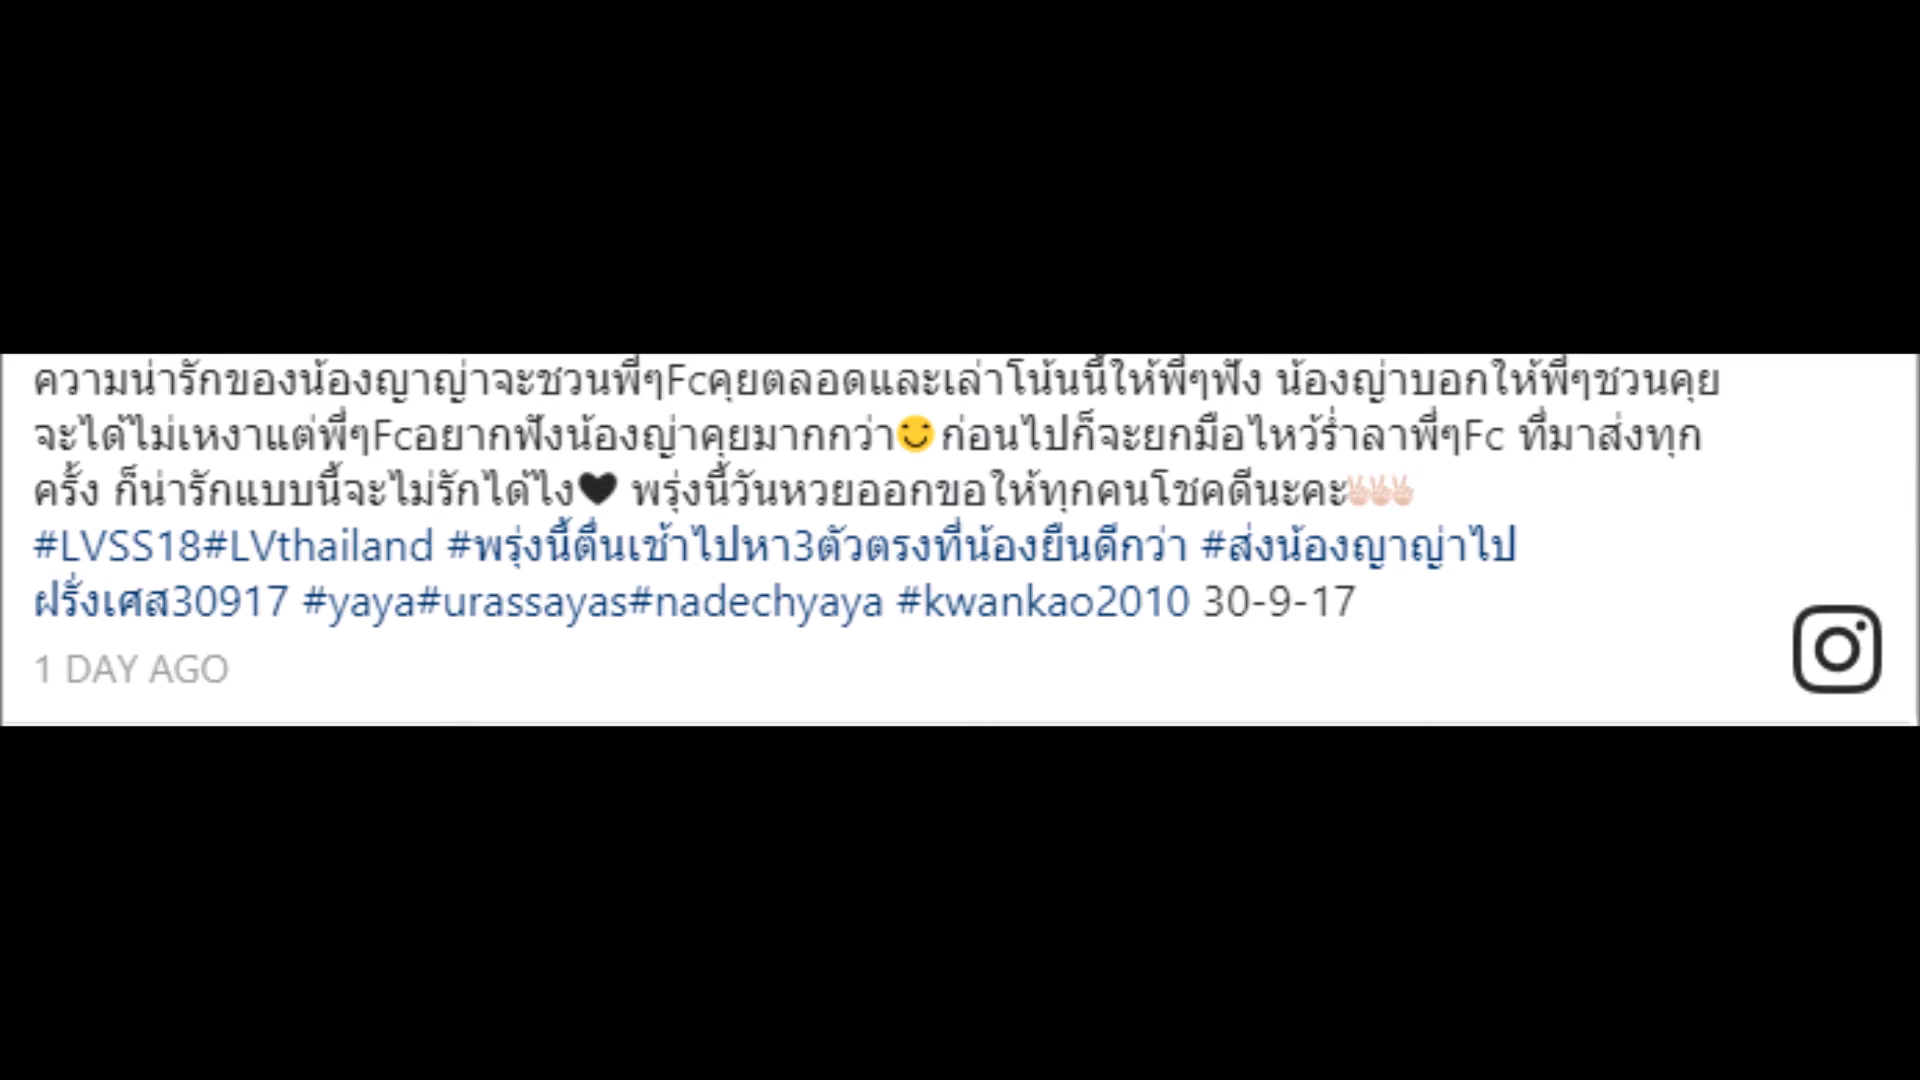 ความน่ารักของน้องญาญ่าจะชวนพี่ๆFcคุยตลอดและเล่าโน้นนี้ให้พี่ๆฟัง น้องญ่าบอกให้พี่ๆชวนคุย
จะได้ไม่เหงาแต่พี่ๆFcอยากฟังน้องญ่าคุยมากกว่า😊ก่อนไปก็จะยกมือไหว้ร่ำลาพี่ๆFc ที่มาส่งทุก
ครั้ง ก็น่ารักแบบนี้จะไม่รักได้ไง🖤 พรุ่งนี้วันหวยออกขอให้ทุกคนโชคดีนะคะ✌🏻✌🏻✌🏻
#LVSS18#LVthailand #พรุ่งนี้ตื่นเช้าไปหา3ตัวตรงที่น้องยืนดีกว่า #ส่งน้องญาญ่าไป
ฝรั่งเศส30917 #yaya#urassayas#nadechyaya #kwankao2010 30-9-17
1 DAY AGO